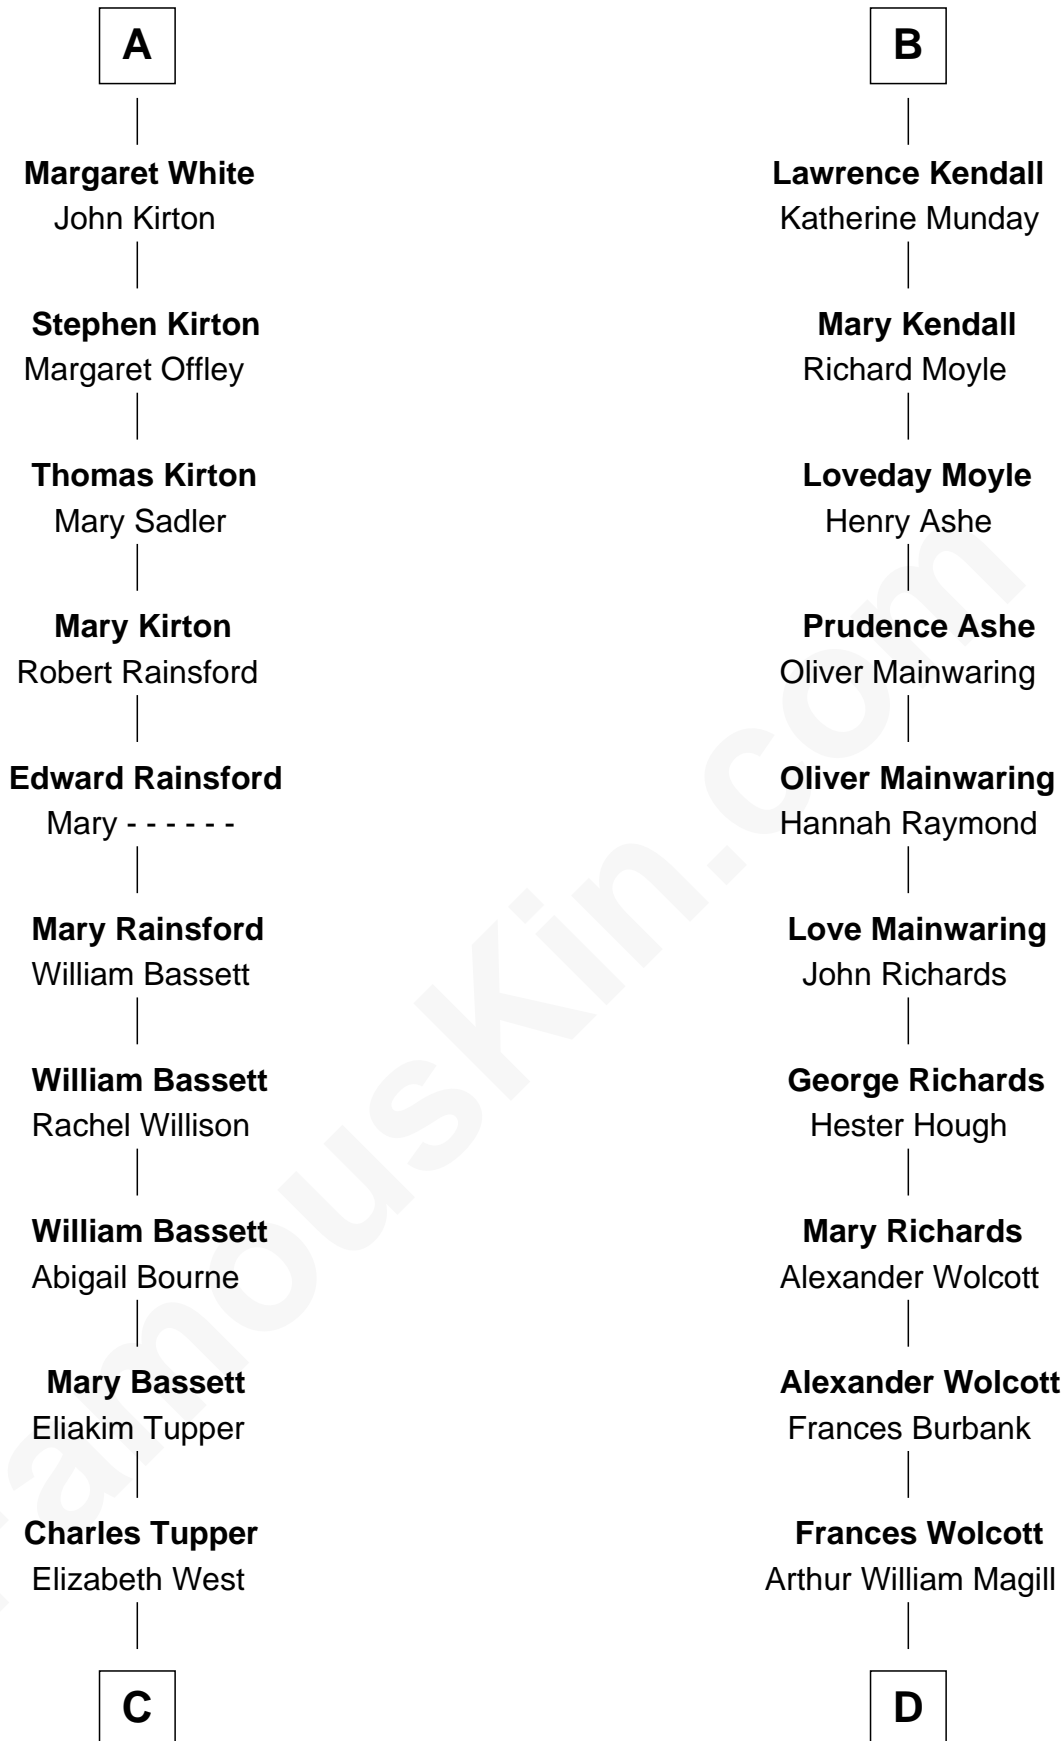 A
Margaret White
John Kirton
Stephen Kirton
Margaret Offley
Thomas Kirton
Mary Sadler
Mary Kirton
Robert Rainsford
Edward Rainsford
Mary - - - - - -
Mary Rainsford
William Bassett
William Bassett
Rachel Willison
William Bassett
Abigail Bourne
Mary Bassett
Eliakim Tupper
Charles Tupper
Elizabeth West
C
B
Lawrence Kendall
Katherine Munday
Mary Kendall
Richard Moyle
Loveday Moyle
Henry Ashe
Prudence Ashe
Oliver Mainwaring
Oliver Mainwaring
Hannah Raymond
Love Mainwaring
John Richards
George Richards
Hester Hough
Mary Richards
Alexander Wolcott
Alexander Wolcott
Frances Burbank
Frances Wolcott
Arthur William Magill
D
FamousKin.com